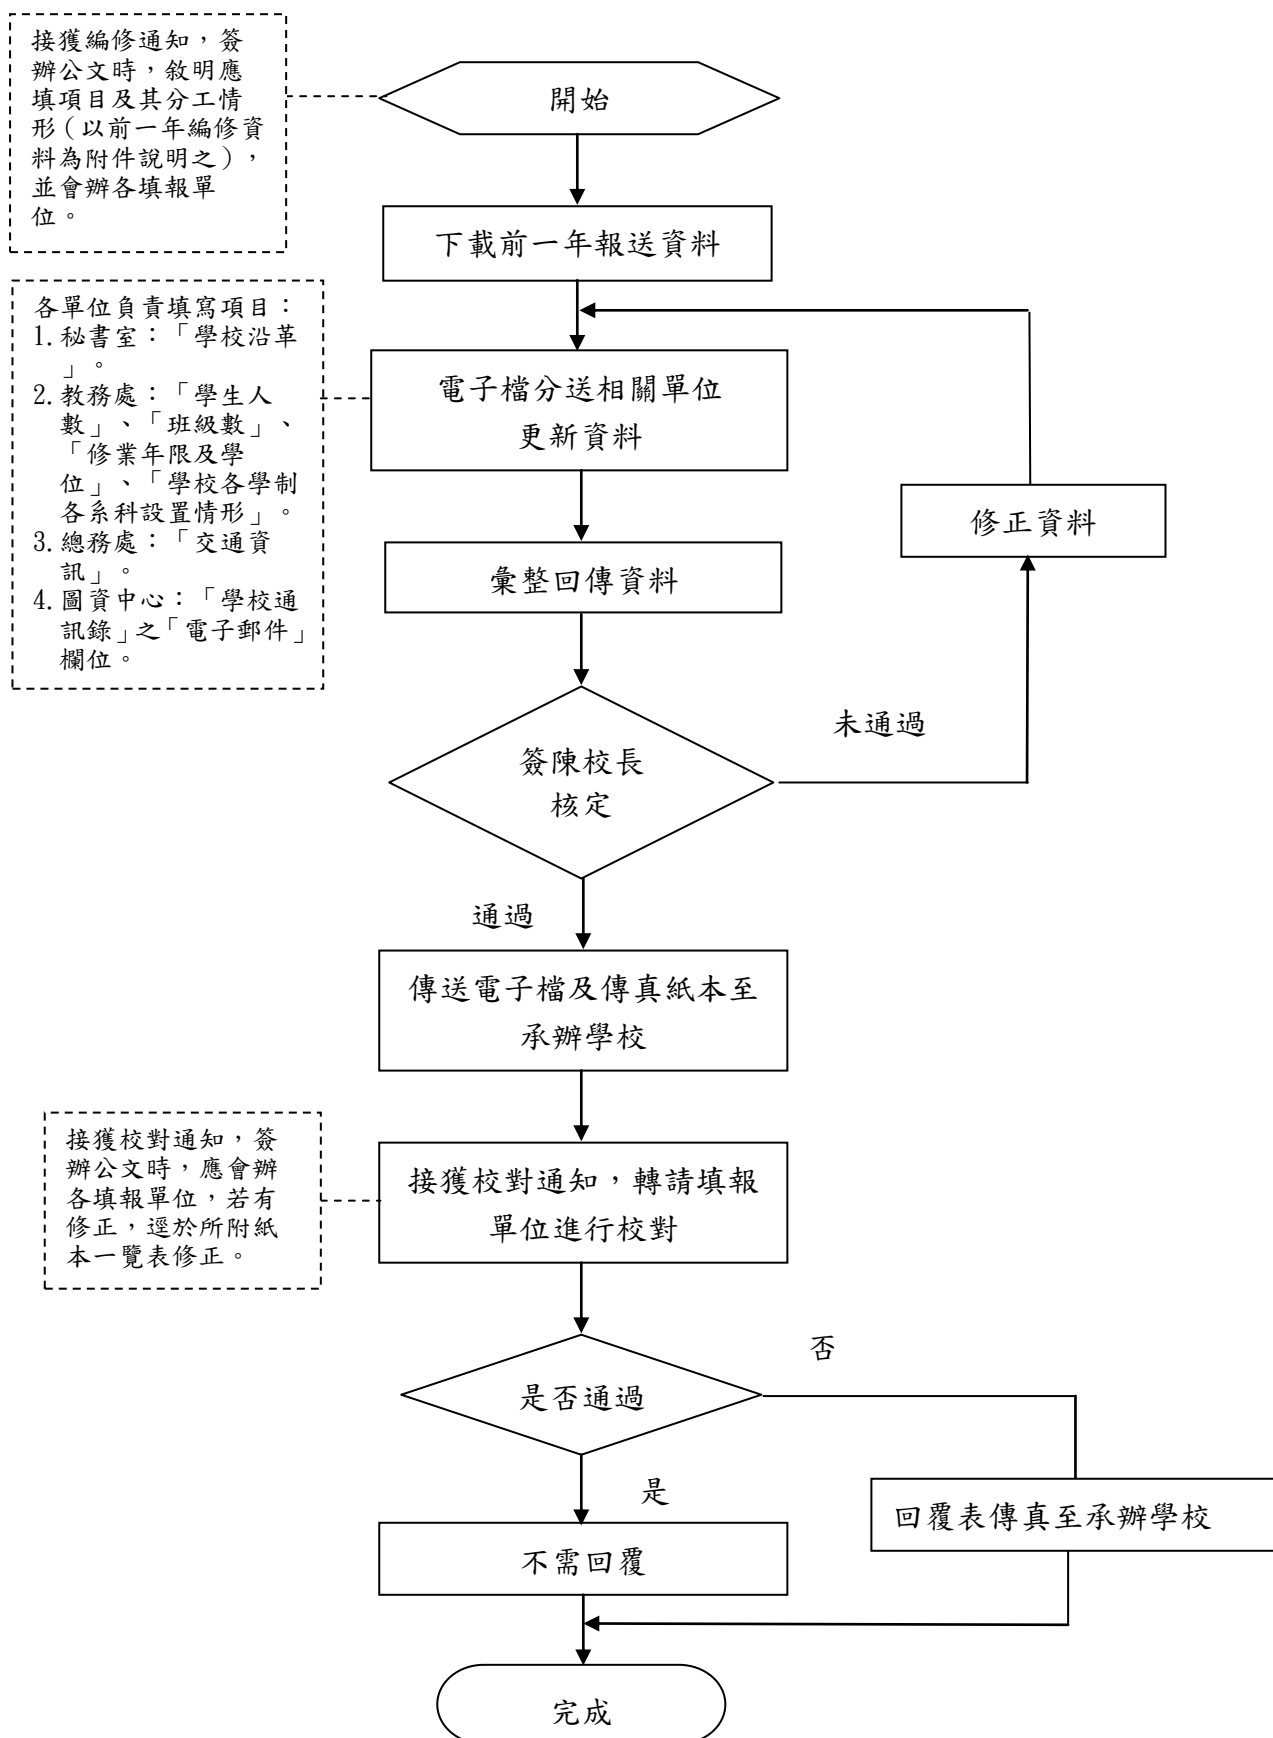 接獲編修通知，簽
辦公文時，敘明應
填項目及其分工情
形（以前一年編修資
料為附件說明之），
並會辦各填報單
位。
開始
下載前一年報送資料
各單位負責填寫項目：
1.秘書室：「學校沿革
」。
2.教務處：「學生人
數」、「班級數」、
「修業年限及學
位」、「學校各學制
各系科設置情形」。
3.總務處：「交通資
訊」。
4.圖資中心：「學校通
訊錄」之「電子郵件」
欄位。
電子檔分送相關單位
更新資料
修正資料
彙整回傳資料
簽陳校長
核定
未通過
通過
傳送電子檔及傳真紙本至
承辦學校
接獲校對通知，簽
辦公文時，應會辦
各填報單位，若有
修正，逕於所附紙
本一覽表修正。
接獲校對通知，轉請填報
單位進行校對
是否通過
否
是
回覆表傳真至承辦學校
不需回覆
完成